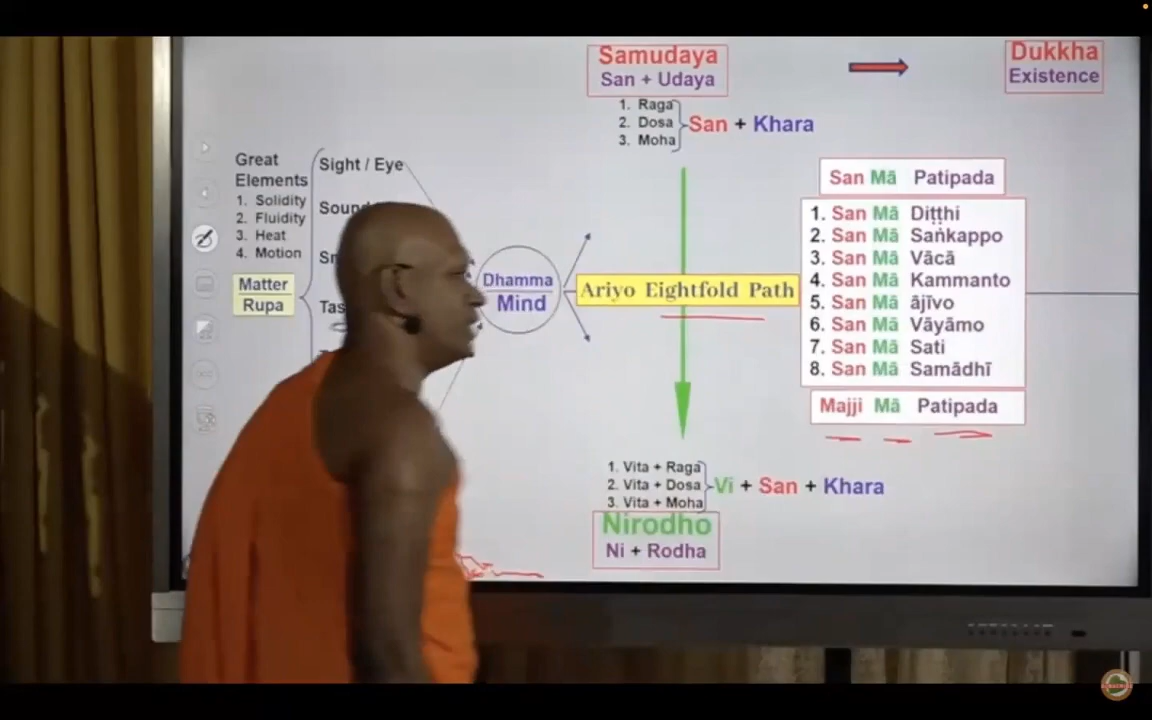 Samudaya
San + Udaya
Dukkha
Existence
1. Raga
2. Dosa
3. Moha
San + Khara
Great
Elements
1. Solidity
2. Fluidity
3. Heat
4. Motion
Matter
Rupa
Sight / Eye
Dhamma
Mind
Ariyo Eightfold Path
San Mā Patipada
1. San Mā Diṭṭhi
2. San Mā Saṅkappo
3. San Mā Vācā
4. San Mā Kammanto
5. San Mā ājīvo
6. San Mā Vāyāmo
7. San Mā Sati
8. San Mā Samādhī
Majji Mā Patipada
1. Vita + Raga
2. Vita + Dosa
3. Vita + Moha
Vi + San + Khara
Nirodho
Ni + Rodha